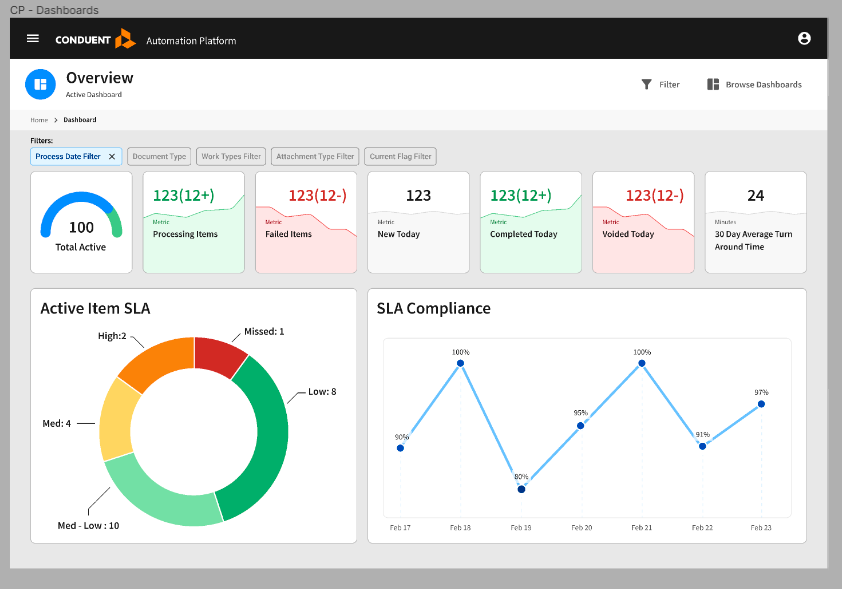 CP - Dashboards
CONDUENT
Automation Platform
Overview
Active Dashboard
Filter
Browse Dashboards
Home > Dashboard
Filters:
Process Date Filter
Document Type
Work Types Filter
Attachment Type Filter
Current Flag Filter
100
Total Active
123(12+)
Metric
Processing Items
123(12-)
Metric
Failed Items
123
Metric
New Today
123(12+)
Metric
Completed Today
123(12-)
Metric
Voided Today
24
Minutes
30 Day Average Turn
Around Time
Active Item SLA
High:2
Missed: 1
Low: 8
Med: 4
Med - Low : 10
SLA Compliance
100%
100%
97%
95%
90%
91%
80%
Feb 17
Feb 18
Feb 19
Feb 20
Feb 21
Feb 22
Feb 23